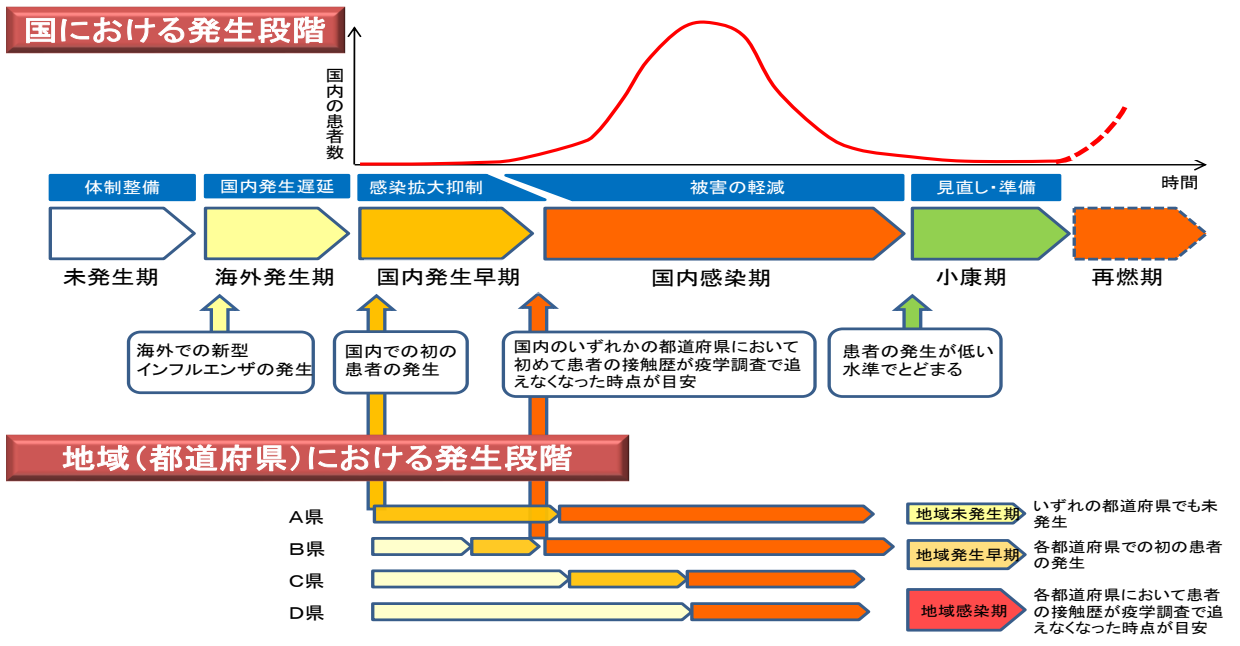 国における発生段階
国内の患者数
時間
体制整備
国内発生遅延
感染拡大抑制
被害の軽減
見直し・準備
未発生期
海外発生期
国内発生早期
国内感染期
小康期
再燃期
海外での新型
インフルエンザの発生
国内での初の
患者の発生
国内のいずれかの都道府県において
初めて患者の接触歴が疫学調査で追
えなくなった時点が目安
患者の発生が低い
水準でとどまる
地域(都道府県)における発生段階
A県
B県
C県
D県
地域未発生期
いずれの都道府県でも未
発生
地域発生早期
各都道府県での初の患者
の発生
地域感染期
各都道府県において患者
の接触歴が疫学調査で追
えなくなった時点が目安